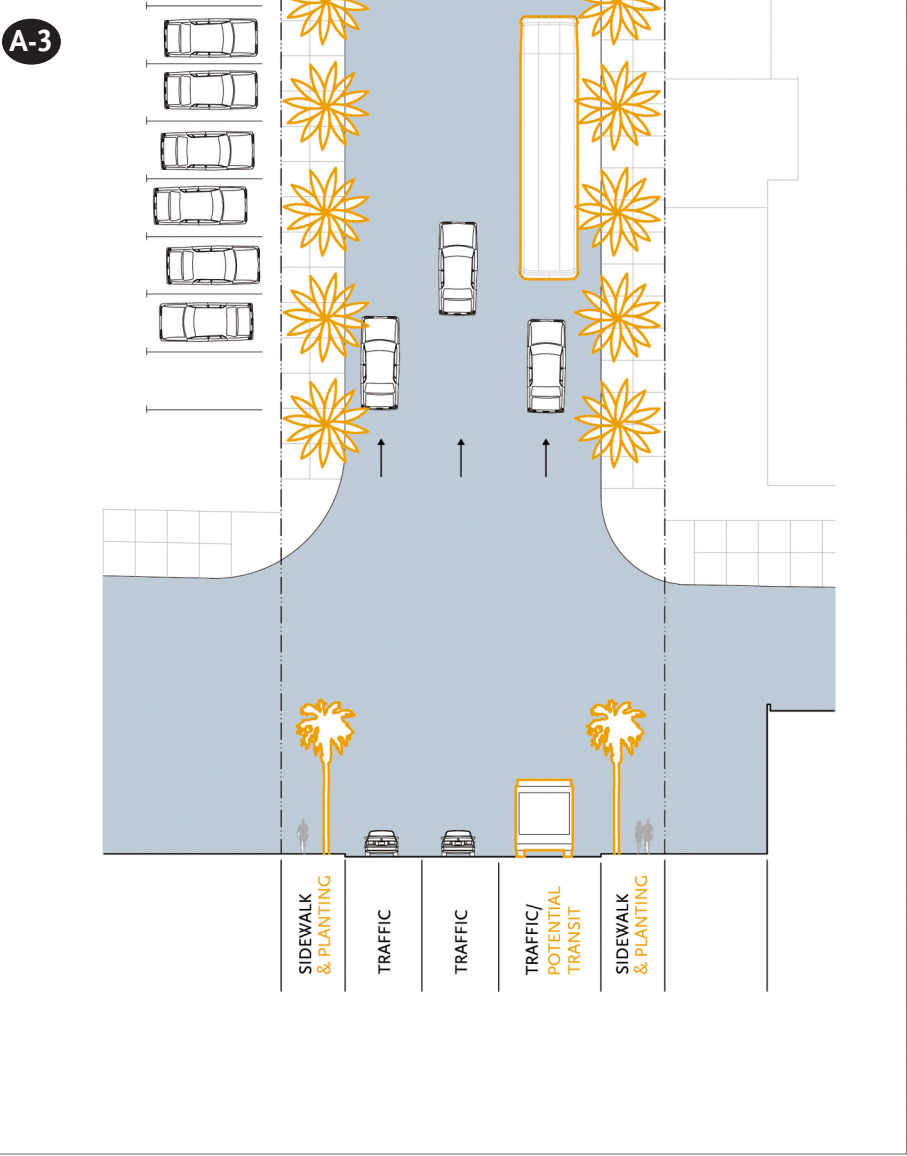 A-3
SIDEWALK
& PLANTING
TRAFFIC
TRAFFIC
TRAFFIC/
POTENTIAL
TRANSIT
SIDEWALK
& PLANTING